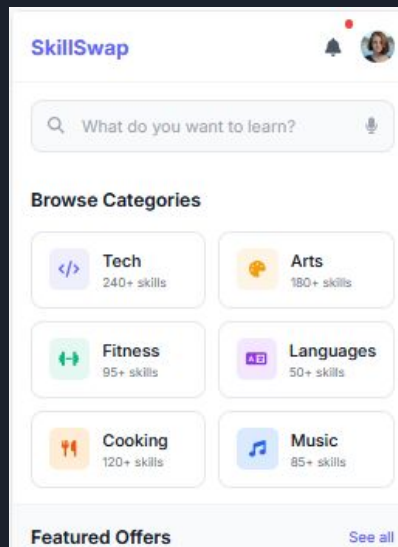 SkillSwap
What do you want to learn?
Browse Categories
Tech
240+ skills
Arts
180+ skills
Fitness
95+ skills
Languages
50+ skills
Cooking
120+ skills
Music
85+ skills
Featured Offers See all